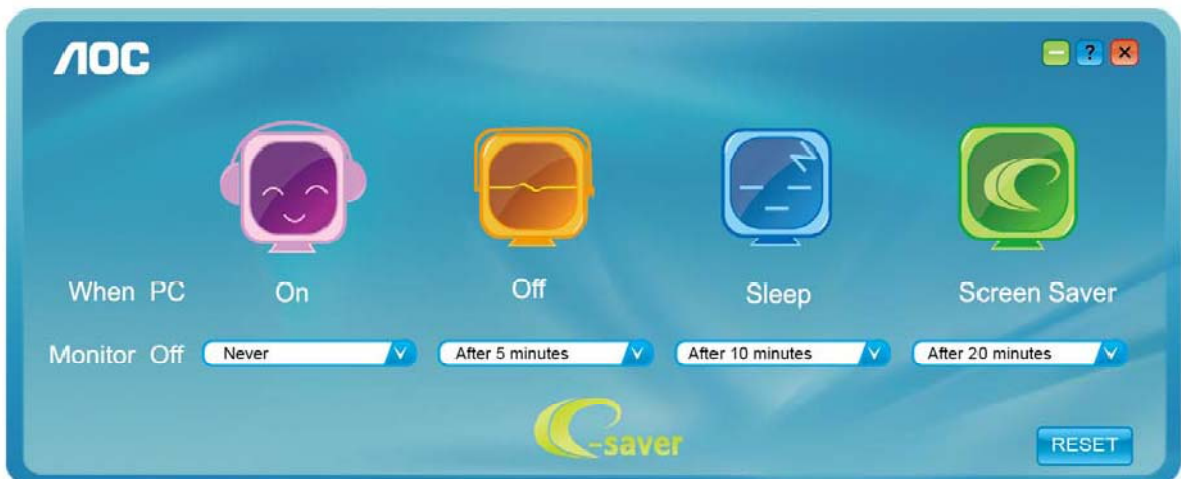 AOC
?
When PC On Off Sleep Screen Saver
Monitor Off Never After 5 minutes After 10 minutes After 20 minutes
e-saver
RESET